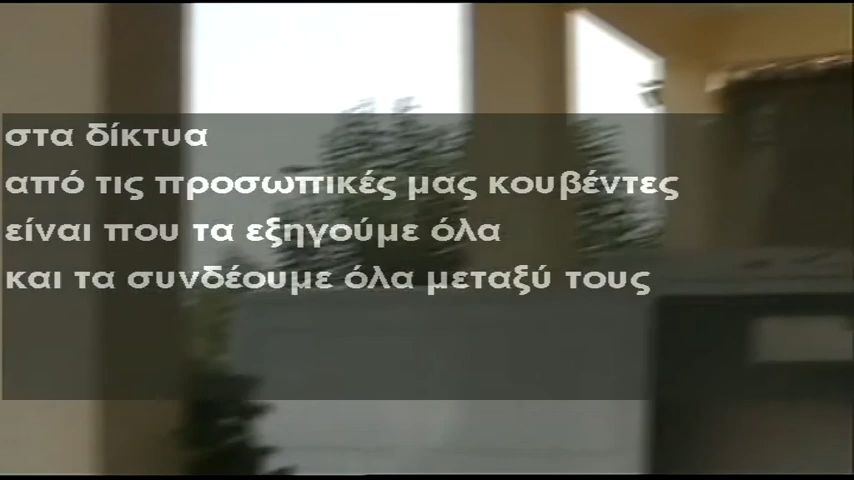 στα δίκτυα
από τις προσωπικές μας κουβέντες
είναι που τα εξηγούμε όλα
και τα συνδέουμε όλα μεταξύ τους